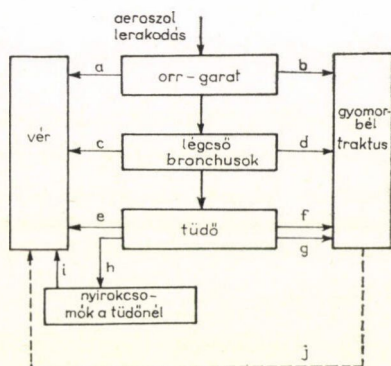 aeroszol
lerakodás
a
orr-garat
b
vér
gyomor-
bél
traktus
c
légcső
bronchusok
d
e
tüdő
f
g
h
i
nyirokcso-
mók a tüdőnél
j